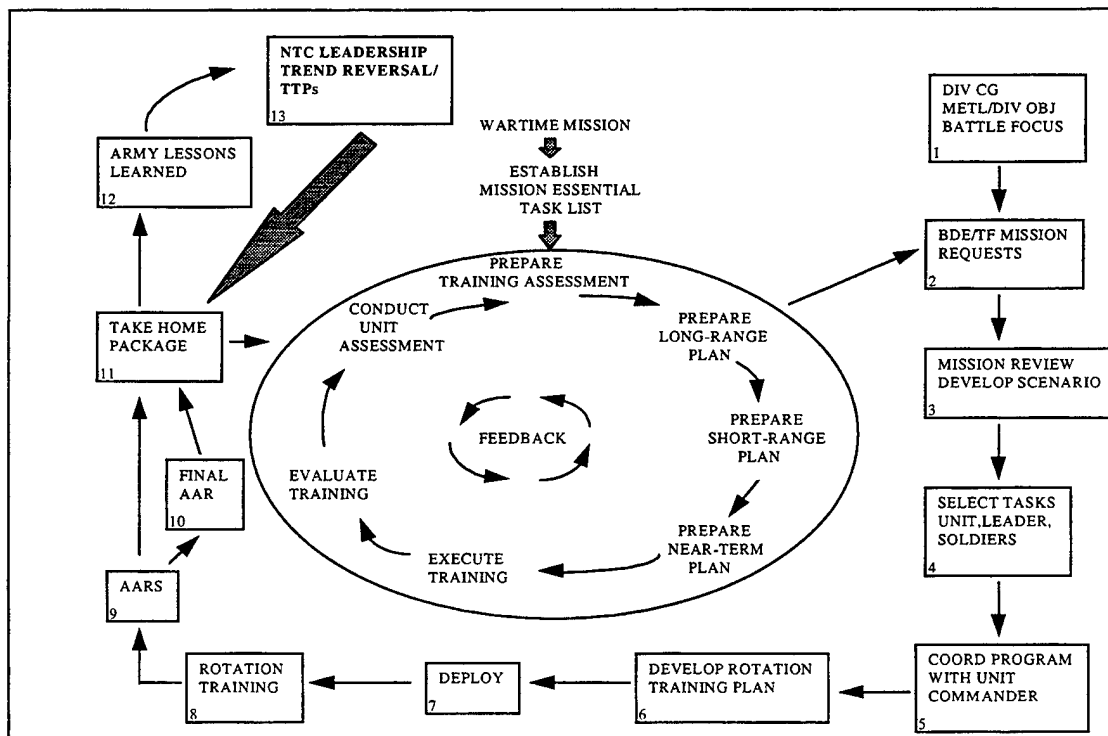 NTC LEADERSHIP
TREND REVERSAL/
TTPs
13
ARMY LESSONS
LEARNED
12
WARTIME MISSION
ESTABLISH
MISSION ESSENTIAL
TASK LIST
DIV CG
METL/DIV OBJ
BATTLE FOCUS
1
BDE/TF MISSION
REQUESTS
2
MISSION REVIEW
DEVELOP SCENARIO
3
SELECT TASKS
UNIT,LEADER,
SOLDIERS
4
COORD PROGRAM
WITH UNIT
COMMANDER
5
DEVELOP ROTATION
TRAINING PLAN
6
DEPLOY
7
ROTATION
TRAINING
8
AARS
9
FINAL
AAR
10
TAKE HOME
PACKAGE
11
PREPARE
TRAINING ASSESSMENT
PREPARE
LONG-RANGE
PLAN
PREPARE
SHORT-RANGE
PLAN
PREPARE
NEAR-TERM
PLAN
EXECUTE
TRAINING
EVALUATE
TRAINING
CONDUCT
UNIT
ASSESSMENT
FEEDBACK